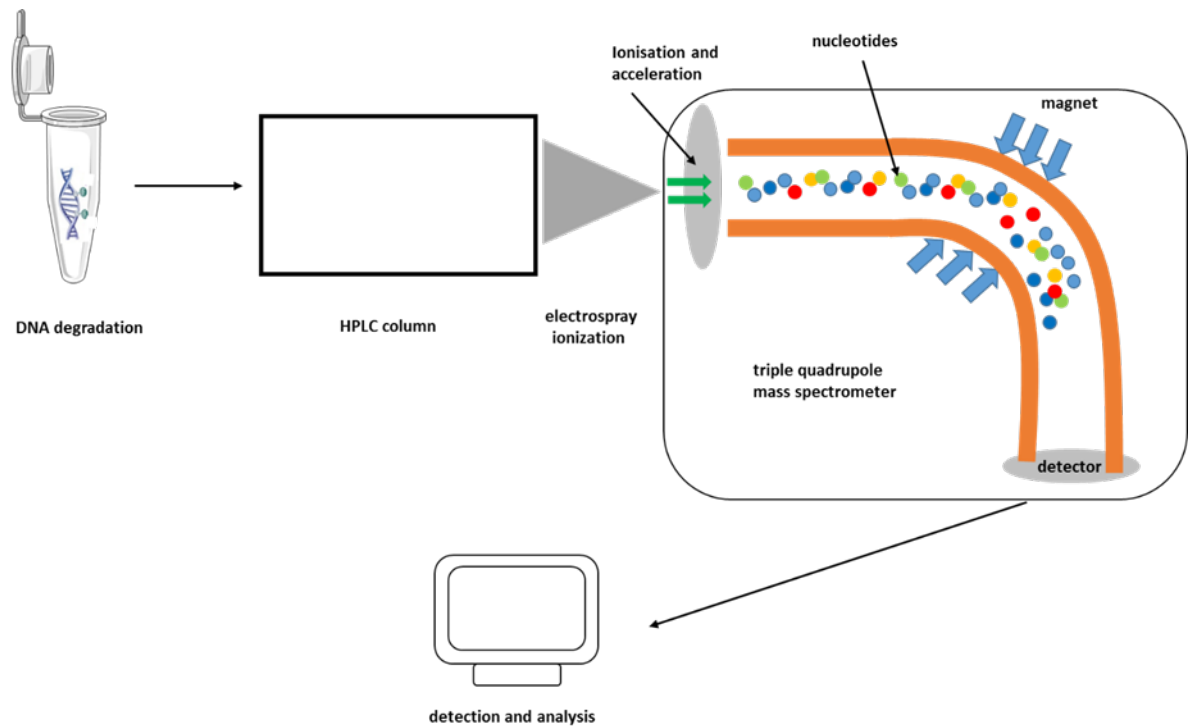 nucleotides
Ionisation and
acceleration
magnet
DNA degradation
HPLC column
electrospray
ionization
triple quadrupole
mass spectrometer
detector
detection and analysis